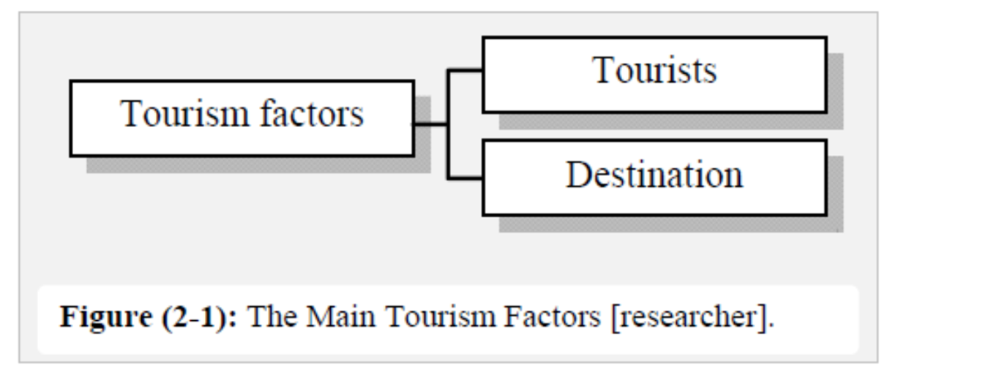 Tourists
Tourism factors
Destination
Figure (2-1): The Main Tourism Factors [researcher].